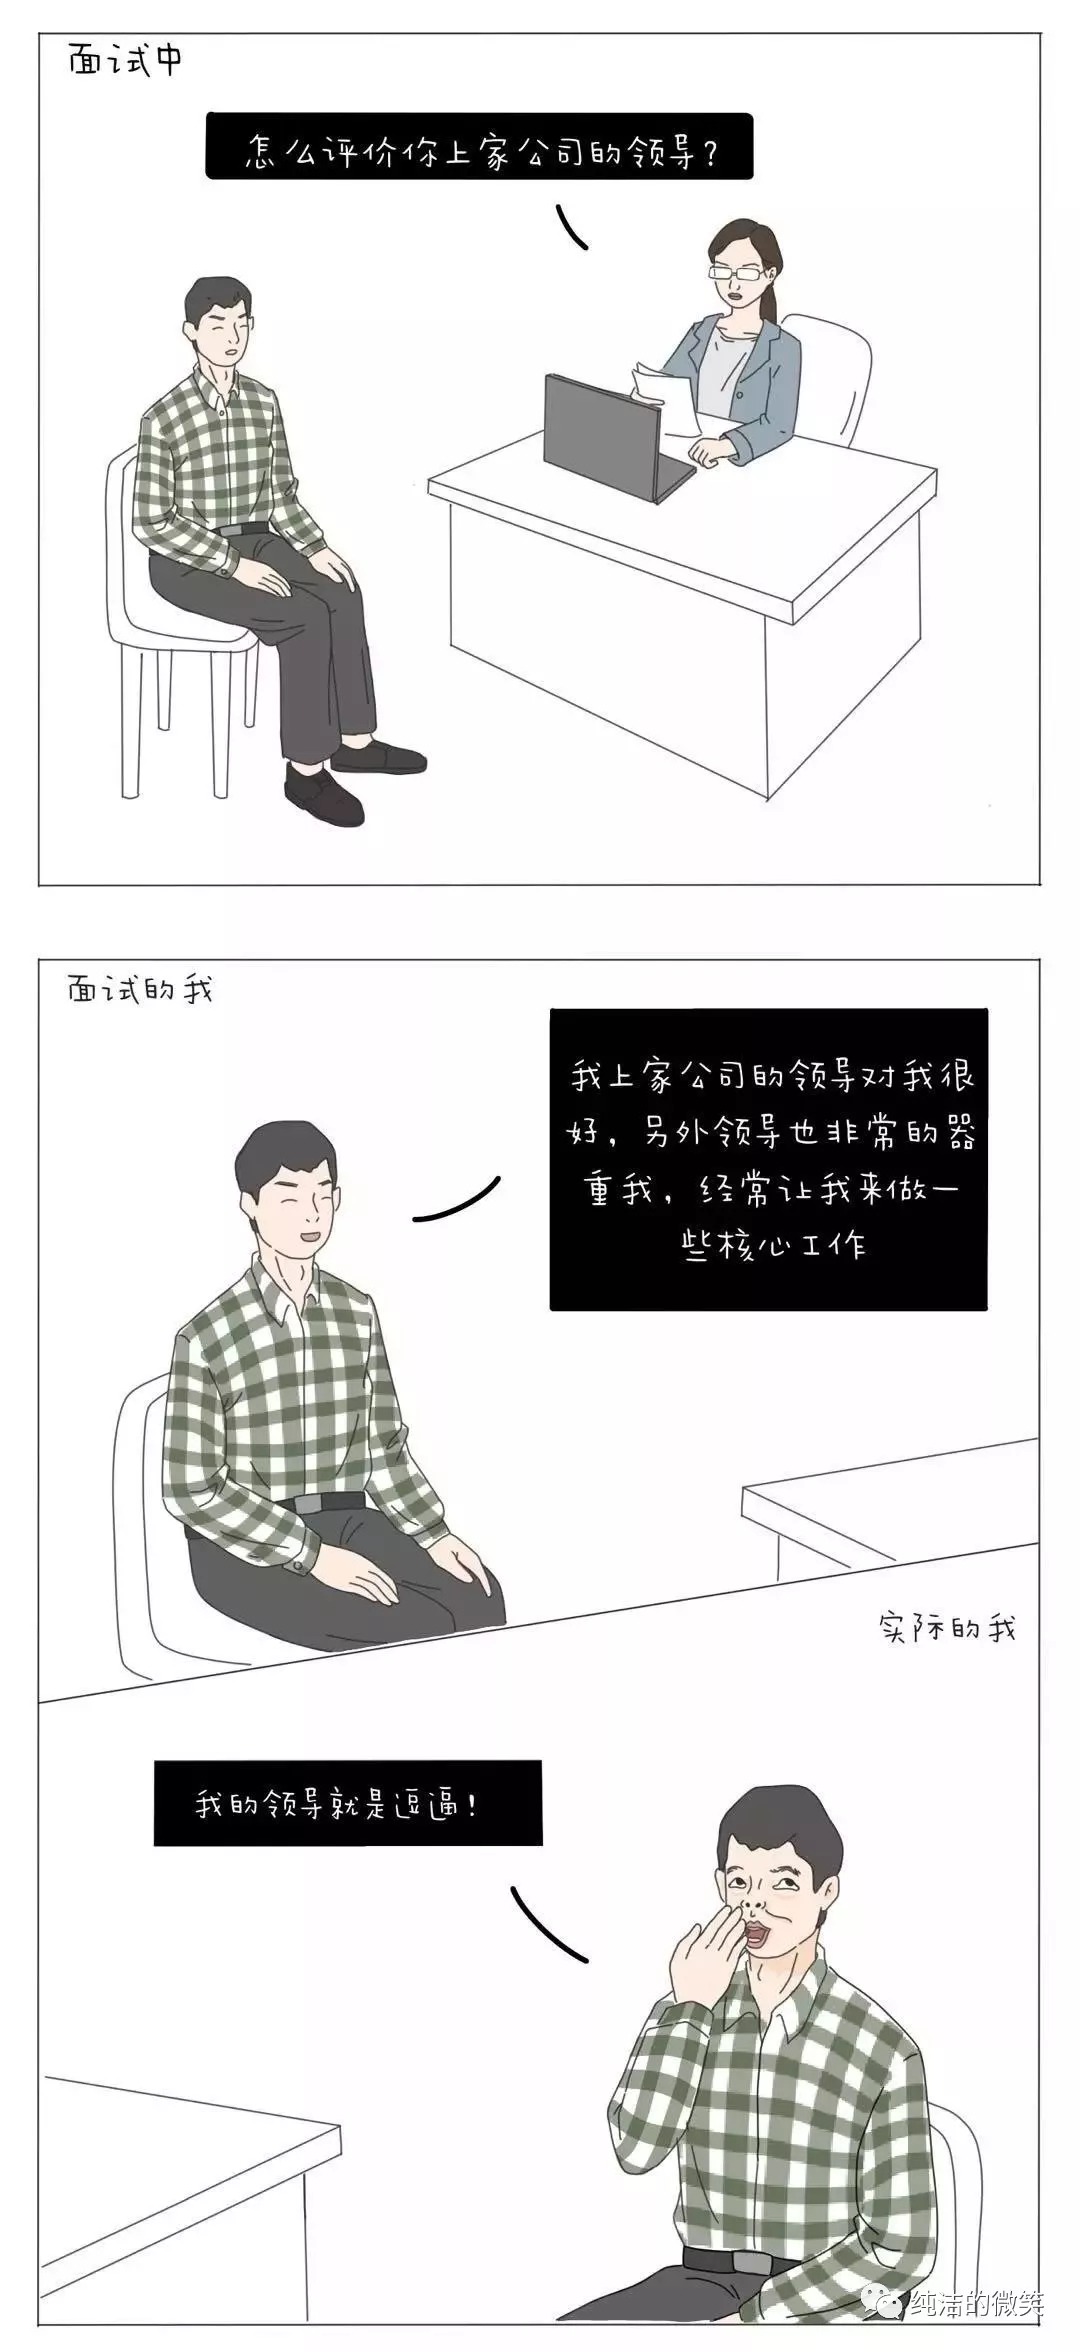 面试中
怎么评价你上家公司的领导？
面试的我
我上家公司的领导对我很
好，另外领导也非常的器
重我，经常让我来做一
些核心工作
实际的我
我的领导就是逗逼！
纯洁的微笑